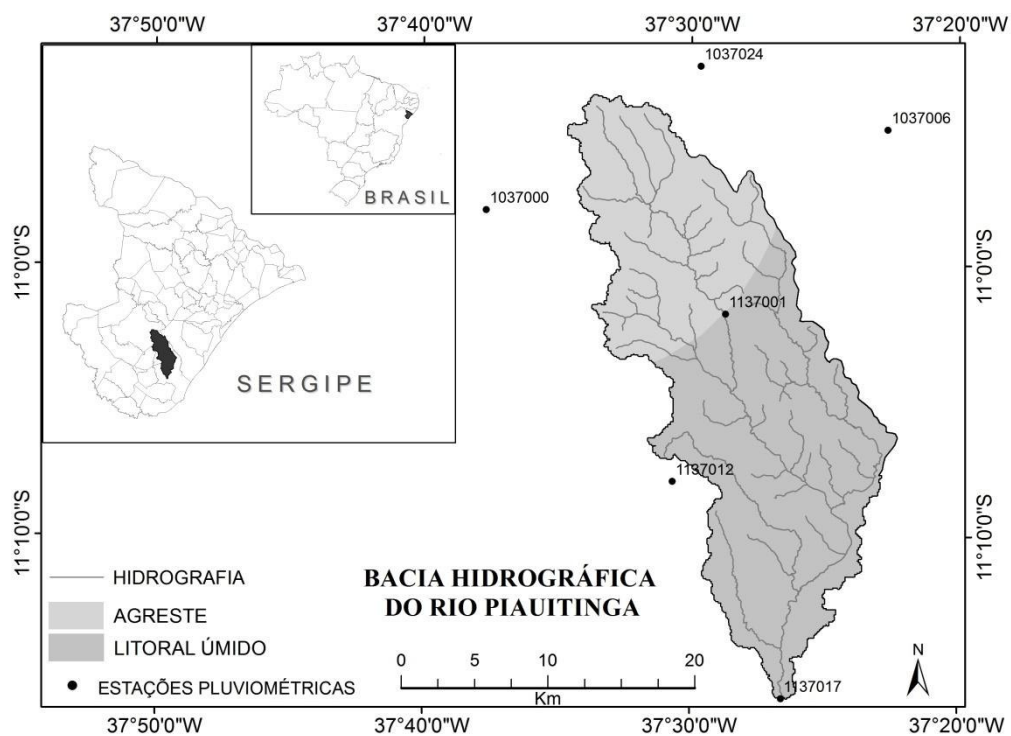 37°50'0"W
37°40'0"W
37°30'0"W
37°20'0"W
1037024
1037006
BRASIL
1037000
11°0'0"S
11°0'0"S
1137001
SERGIPE
1137012
11°10'0"S
11°10'0"S
HIDROGRAFIA
AGRESTE
LITORAL ÚMIDO
ESTAÇÕES PLUVIOMÉTRICAS
BACIA HIDROGRÁFICA
DO RIO PIAUITINGA
0 5 10 20
Km
N
1137017
37°50'0"W
37°40'0"W
37°30'0"W
37°20'0"W